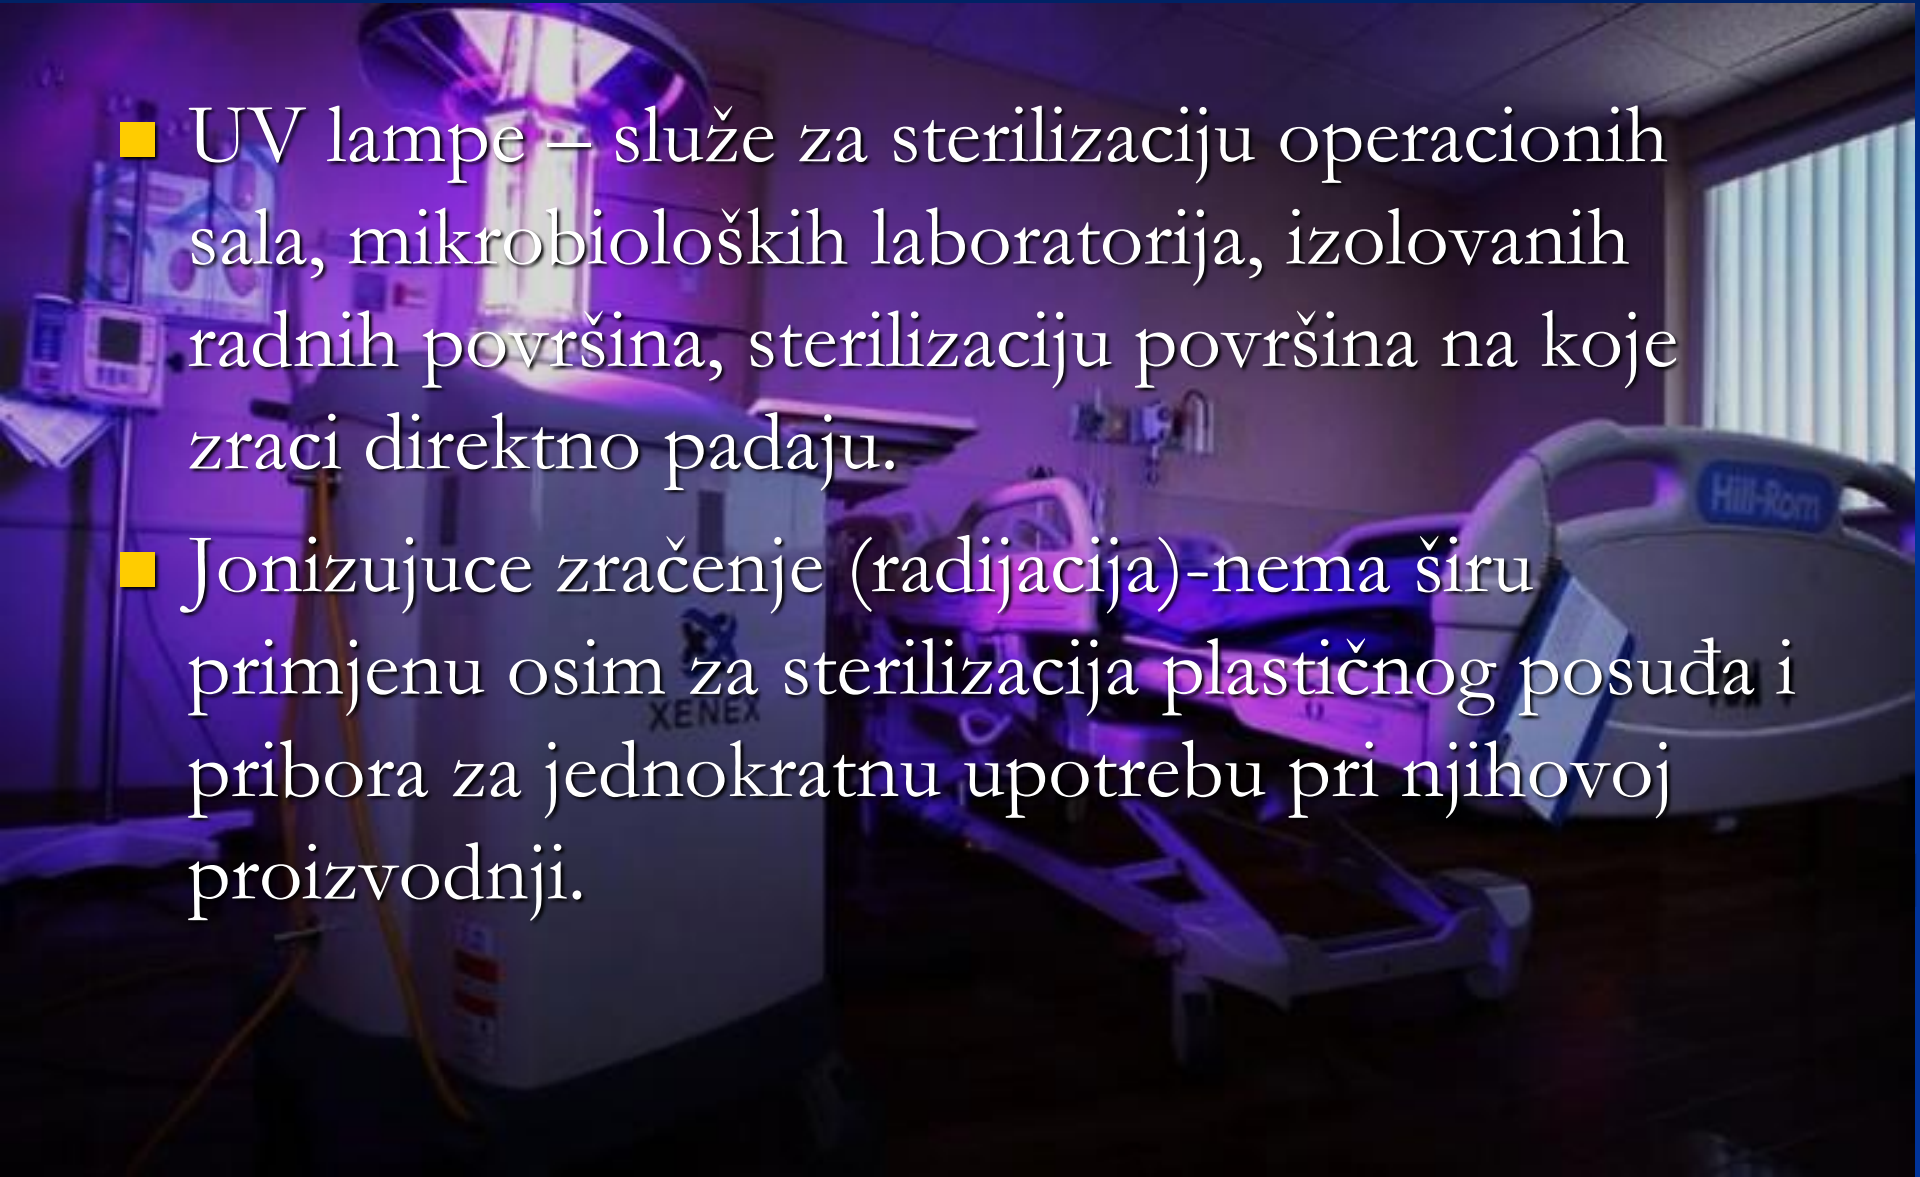 UV lampe – služe za sterilizaciju operacionih
sala, mikrobioloških laboratorija, izolovanih
radnih površina, sterilizaciju površina na koje
zraci direktno padaju.
Jonizujuce zračenje (radijacija)-nema širu
primjenu osim za sterilizacija plastičnog posuđa i
pribora za jednokratnu upotrebu pri njihovoj
proizvodnji.
XENEX
Hill-Rom